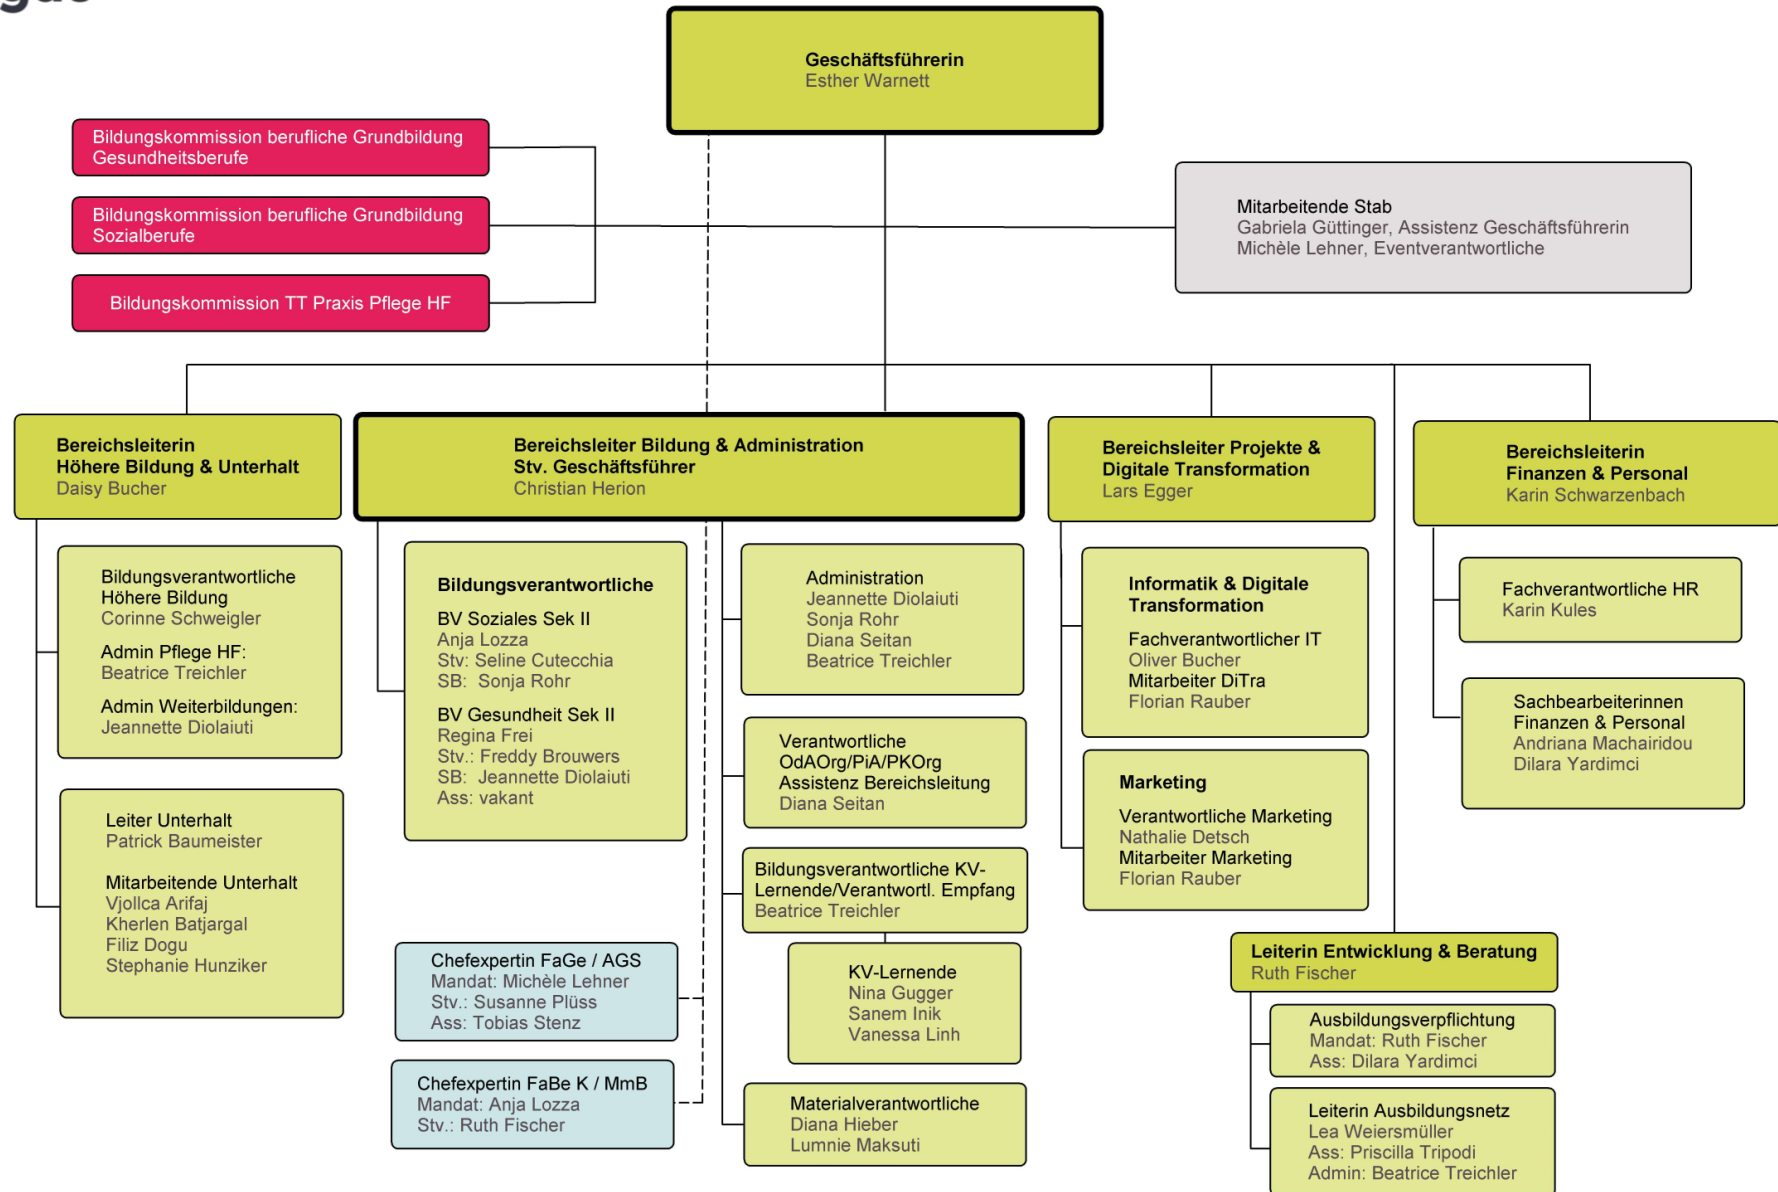 Geschäftsführerin
Esther Warnett
Bildungskommission berufliche Grundbildung
Gesundheitsberufe
Bildungskommission berufliche Grundbildung
Sozialberufe
Bildungskommission TT Praxis Pflege HF
Mitarbeitende Stab
Gabriela Güttinger, Assistenz Geschäftsführerin
Michèle Lehner, Eventverantwortliche
Bereichsleiterin
Höhere Bildung & Unterhalt
Daisy Bucher
Bildungsverantwortliche
Höhere Bildung
Corinne Schweigler
Admin Pflege HF:
Beatrice Treichler
Admin Weiterbildungen:
Jeannette Diolaiuti
Leiter Unterhalt
Patrick Baumeister
Mitarbeitende Unterhalt
Vjollca Arifaj
Kherlen Batjargal
Filiz Dogu
Stephanie Hunziker
Bereichsleiter Bildung & Administration
Stv. Geschäftsführer
Christian Herion
Bildungsverantwortliche
BV Soziales Sek II
Anja Lozza
Stv: Seline Cutecchia
SB: Sonja Rohr
BV Gesundheit Sek II
Regina Frei
Stv.: Freddy Brouwers
SB: Jeannette Diolaiuti
Ass: vakant
Chefexpertin FaGe / AGS
Mandat: Michèle Lehner
Stv.: Susanne Plüss
Ass: Tobias Stenz
Chefexpertin FaBe K / MmB
Mandat: Anja Lozza
Stv.: Ruth Fischer
Administration
Jeannette Diolaiuti
Sonja Rohr
Diana Seitan
Beatrice Treichler
Verantwortliche
OdAOrg/PiA/PKOrg
Assistenz Bereichsleitung
Diana Seitan
Bildungsverantwortliche KV-
Lernende/Verantwortl. Empfang
Beatrice Treichler
KV-Lernende
Nina Gugger
Sanem Inik
Vanessa Linh
Materialverantwortliche
Diana Hieber
Lumnie Maksuti
Bereichsleiter Projekte &
Digitale Transformation
Lars Egger
Informatik & Digitale
Transformation
Fachverantwortlicher IT
Oliver Bucher
Mitarbeiter DiTra
Florian Rauber
Marketing
Verantwortliche Marketing
Nathalie Detsch
Mitarbeiter Marketing
Florian Rauber
Bereichsleiterin
Finanzen & Personal
Karin Schwarzenbach
Fachverantwortliche HR
Karin Kules
Sachbearbeiterinnen
Finanzen & Personal
Andriana Machairidou
Dilara Yardimci
Leiterin Entwicklung & Beratung
Ruth Fischer
Ausbildungsverpflichtung
Mandat: Ruth Fischer
Ass: Dilara Yardimci
Leiterin Ausbildungsnetz
Lea Weiersmüller
Ass: Priscilla Tripodi
Admin: Beatrice Treichler